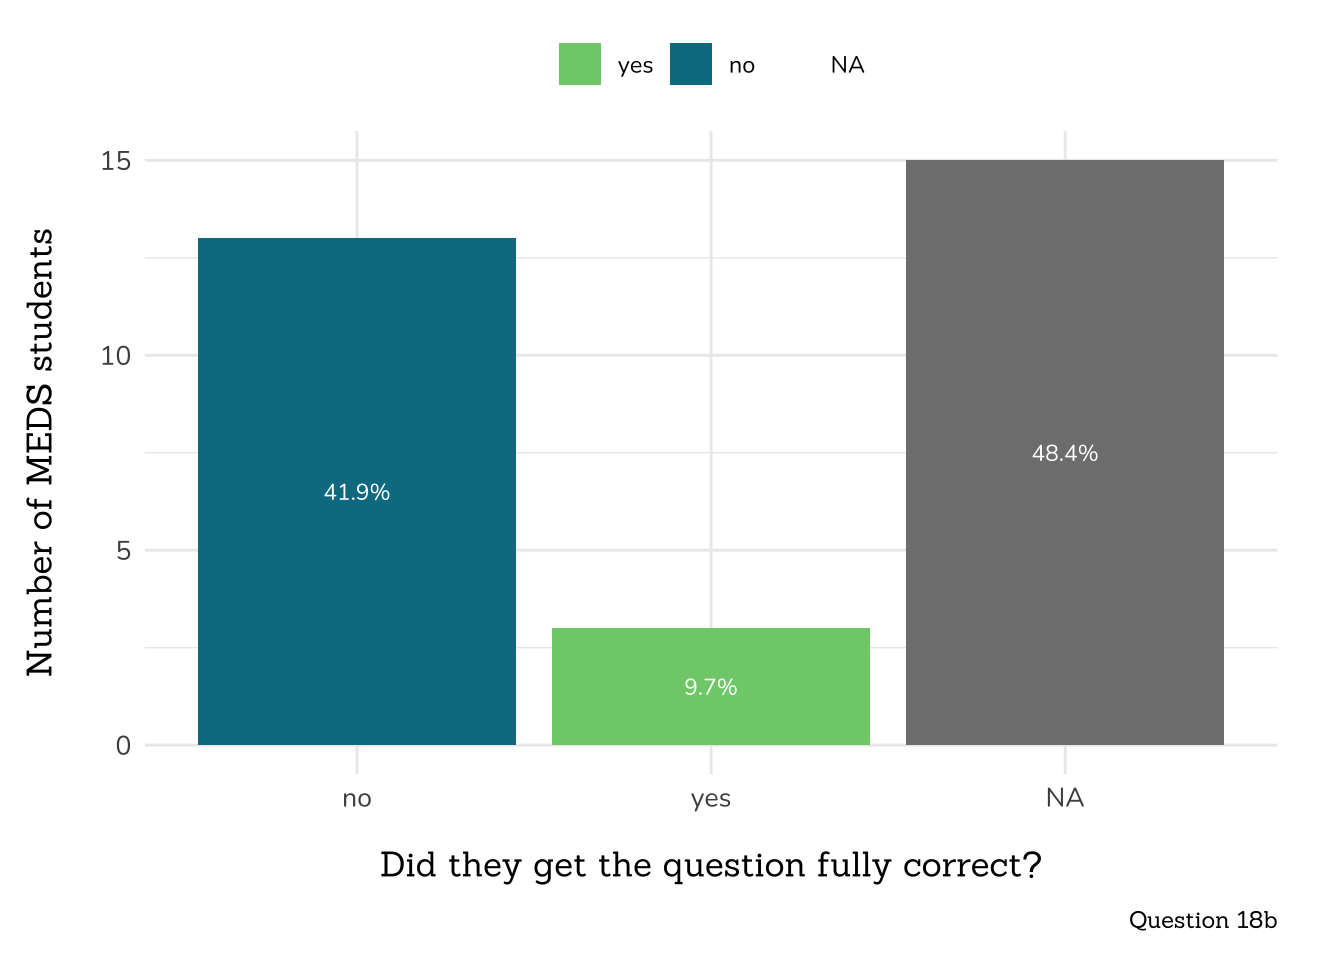 yes no NA
15
10
5
0
Number of MEDS students
41.9%
9.7%
48.4%
no yes NA
Did they get the question fully correct?
Question 18b